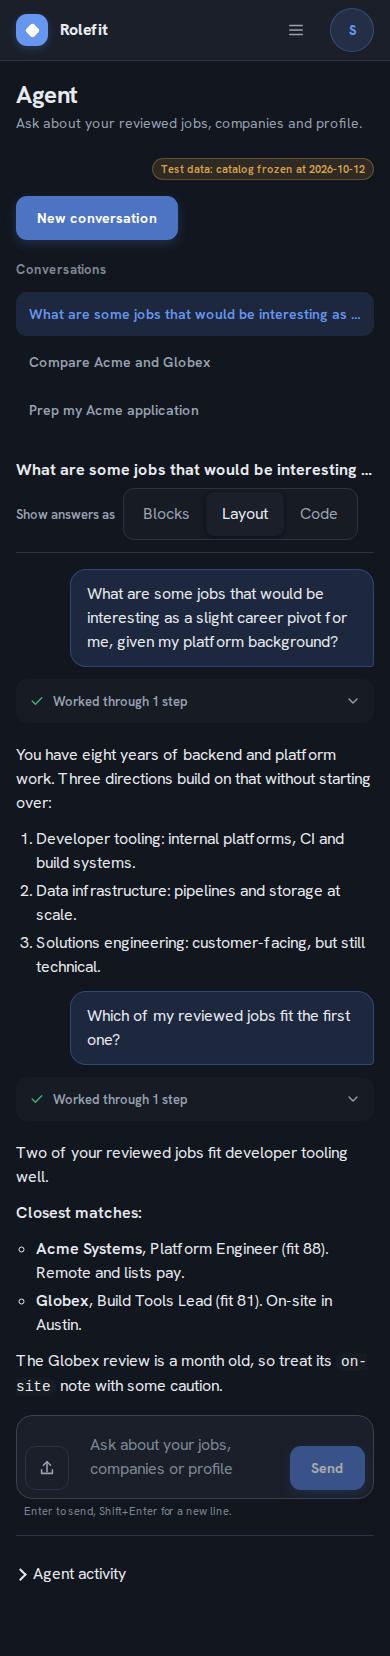 Rolefit
S
Agent
Ask about your reviewed jobs, companies and profile.
Test data: catalog frozen at 2026-10-12
New conversation
Conversations
What are some jobs that would be interesting as ...
Compare Acme and Globex
Prep my Acme application
What are some jobs that would be interesting ...
Show answers as
Blocks
Layout
Code
What are some jobs that would be
interesting as a slight career pivot for
me, given my platform background?
Worked through 1 step
You have eight years of backend and platform
work. Three directions build on that without starting
over:
1. Developer tooling: internal platforms, CI and
build systems.
2. Data infrastructure: pipelines and storage at
scale.
3. Solutions engineering: customer-facing, but still
technical.
Which of my reviewed jobs fit the first
one?
Worked through 1 step
Two of your reviewed jobs fit developer tooling
well.
Closest matches:
Acme Systems, Platform Engineer (fit 88).
Remote and lists pay.
Globex, Build Tools Lead (fit 81). On-site in
Austin.
The Globex review is a month old, so treat its on-
site note with some caution.
Ask about your jobs,
companies or profile
Send
Enter to send, Shift+Enter for a new line.
Agent activity